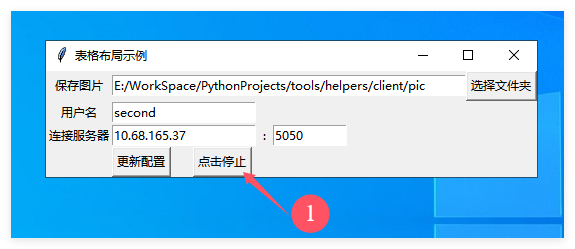 表格布局示例
保存图片 E:/WorkSpace/PythonProjects/tools/helpers/client/pic 选择文件夹
用户名 second
连接服务器 10.68.165.37 : 5050
更新配置 点击停止
1